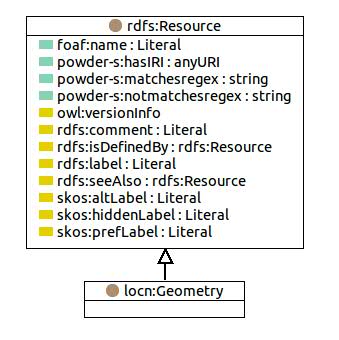 rdfs:Resource
foaf:name : Literal
powder-s:hasIRI : anyURI
powder-s:matchesregex : string
powder-s:notmatchesregex : string
owl:versionInfo
rdfs:comment : Literal
rdfs:isDefinedBy : rdfs:Resource
rdfs:label : Literal
rdfs:seeAlso : rdfs:Resource
skos:altLabel : Literal
skos:hiddenLabel : Literal
skos:prefLabel : Literal
locn:Geometry